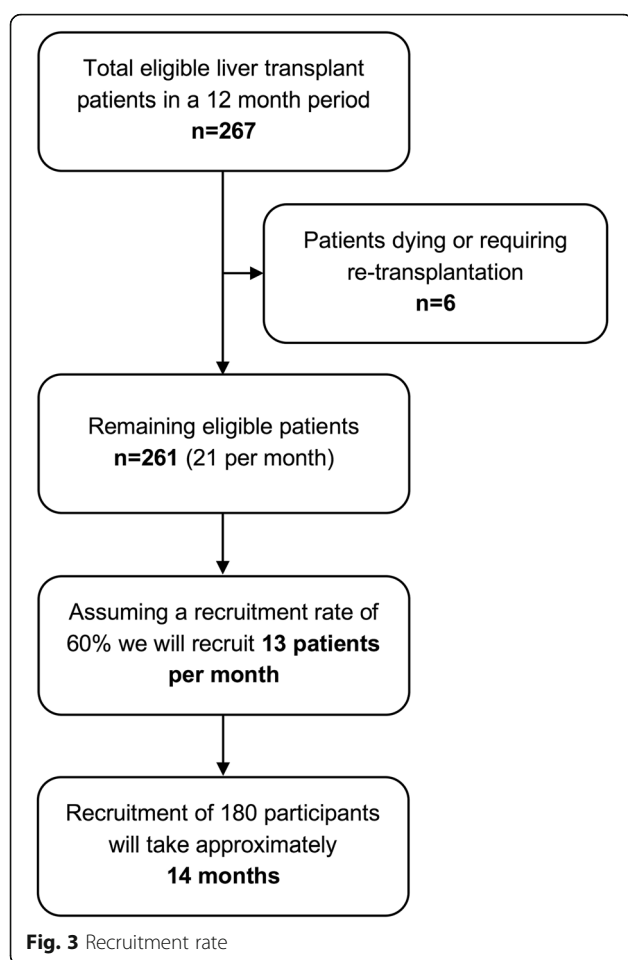 Total eligible liver transplant
patients in a 12 month period
n=267
Patients dying or requiring
re-transplantation
n=6
Remaining eligible patients
n=261 (21 per month)
Assuming a recruitment rate of
60% we will recruit 13 patients
per month
Recruitment of 180 participants
will take approximately
14 months
Fig. 3 Recruitment rate